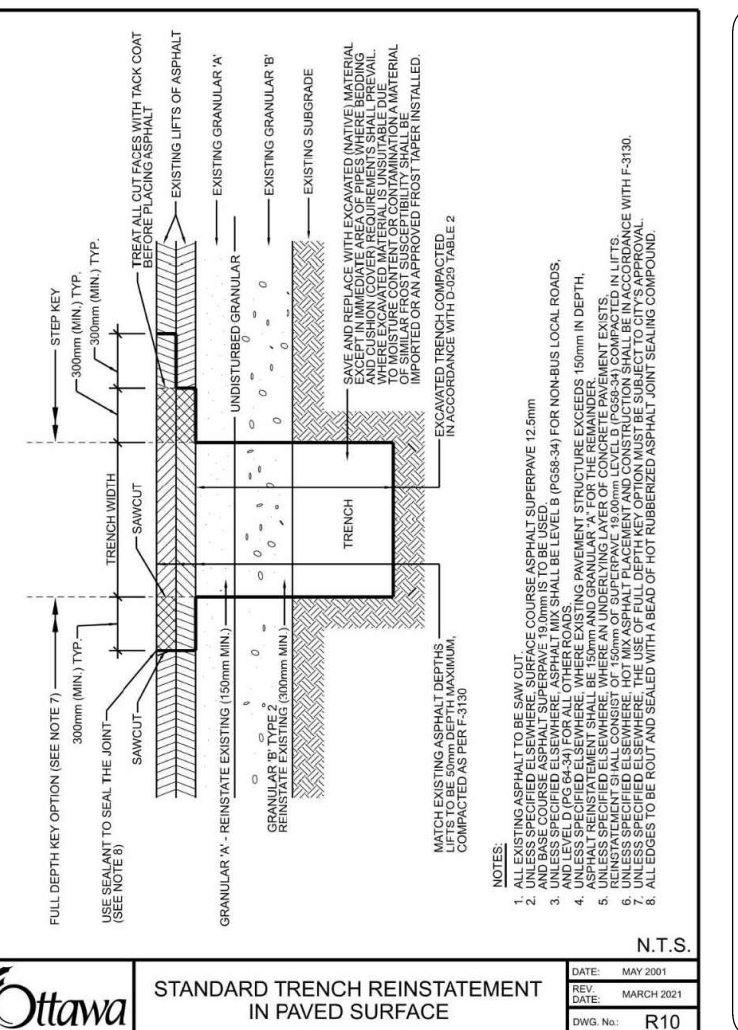 FULL DEPTH KEY OPTION (SEE NOTE 7)
STEP KEY
300mm (MIN.) TYP.
TRENCH WIDTH
300mm (MIN.) TYP.
300mm (MIN.) TYP.
USE SEALANT TO SEAL THE JOINT
(SEE NOTE 8)
SAWCUT
SAWCUT
TREAT ALL CUT FACES WITH TACK COAT
BEFORE PLACING ASPHALT
EXISTING LIFTS OF ASPHALT
GRANULAR 'A' - REINSTATE EXISTING (150mm MIN.)
UNDISTURBED GRANULAR
EXISTING GRANULAR 'A'
GRANULAR 'B' TYPE 2
REINSTATE EXISTING (300mm MIN.)
EXISTING GRANULAR 'B'
EXISTING SUBGRADE
TRENCH
SAVE AND REPLACE WITH EXCAVATED (NATIVE) MATERIAL
EXCEPT IN IMMEDIATE AREA OF PIPES WHERE BEDDING
AND CUSHION (COVER) REQUIREMENTS SHALL PREVAIL.
WHERE EXCAVATED MATERIAL IS UNSUITABLE DUE
TO MOISTURE CONTENT OR CONTAMINATION A MATERIAL
OF SIMILAR FROST SUSCEPTIBILITY SHALL BE
IMPORTED OR AN APPROVED FROST TAPER INSTALLED.
MATCH EXISTING ASPHALT DEPTHS
LIFTS TO BE 50mm DEPTH MAXIMUM,
COMPACTED AS PER F-3130
EXCAVATED TRENCH COMPACTED
IN ACCORDANCE WITH D-029 TABLE 2
NOTES:
1. ALL EXISTING ASPHALT TO BE SAW CUT.
2. UNLESS SPECIFIED ELSEWHERE, SURFACE COURSE ASPHALT SUPERPAVE 12.5mm
AND BASE COURSE ASPHALT SUPERPAVE 19.0mm IS TO BE USED.
3. UNLESS SPECIFIED ELSEWHERE, ASPHALT MIX SHALL BE LEVEL B (PG58-34) FOR NON-BUS LOCAL ROADS,
AND LEVEL D (PG 64-34) FOR ALL OTHER ROADS.
4. UNLESS SPECIFIED ELSEWHERE, WHERE EXISTING PAVEMENT STRUCTURE EXCEEDS 150mm IN DEPTH,
ASPHALT REINSTATEMENT SHALL BE 150mm AND GRANULAR "A" FOR THE REMAINDER.
5. UNLESS SPECIFIED ELSEWHERE, WHERE AN UNDERLYING LAYER OF CONCRETE PAVEMENT EXISTS,
REINSTATEMENT SHALL CONSIST OF 150mm OF SUPERPAVE 19.00mm LEVEL B (PG58-34) COMPACTED IN LIFTS.
6. UNLESS SPECIFIED ELSEWHERE, HOT MIX ASPHALT PLACEMENT AND CONSTRUCTION SHALL BE IN ACCORDANCE WITH F-3130.
7. UNLESS SPECIFIED ELSEWHERE, THE USE OF FULL DEPTH KEY OPTION MUST BE SUBJECT TO CITY'S APPROVAL.
8. ALL EDGES TO BE ROUT AND SEALED WITH A BEAD OF HOT RUBBERIZED ASPHALT JOINT SEALING COMPOUND.
N.T.S.
Ottawa
STANDARD TRENCH REINSTATEMENT
IN PAVED SURFACE
DATE: MAY 2001
REV. DATE: MARCH 2021
DWG. No.: R10